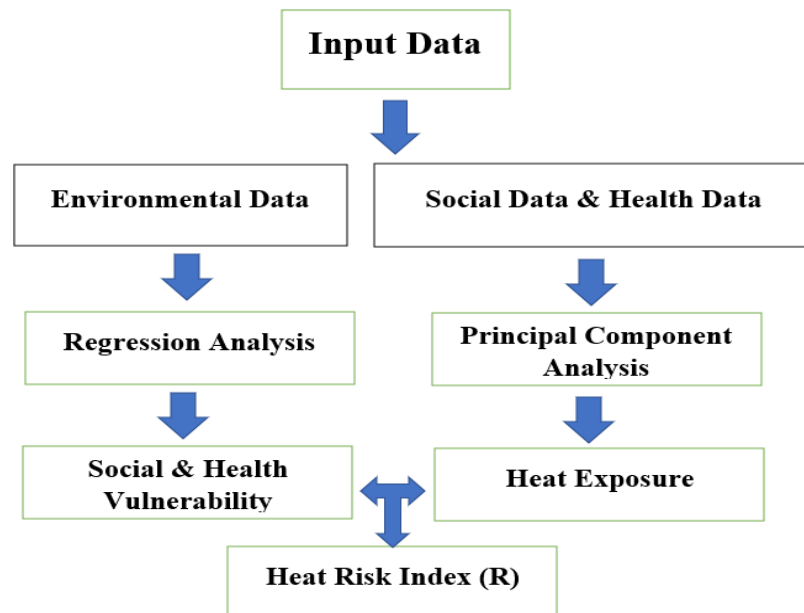 Input Data
Environmental Data
Social Data & Health Data
Regression Analysis
Principal Component
Analysis
Social & Health
Vulnerability
Heat Exposure
Heat Risk Index (R)